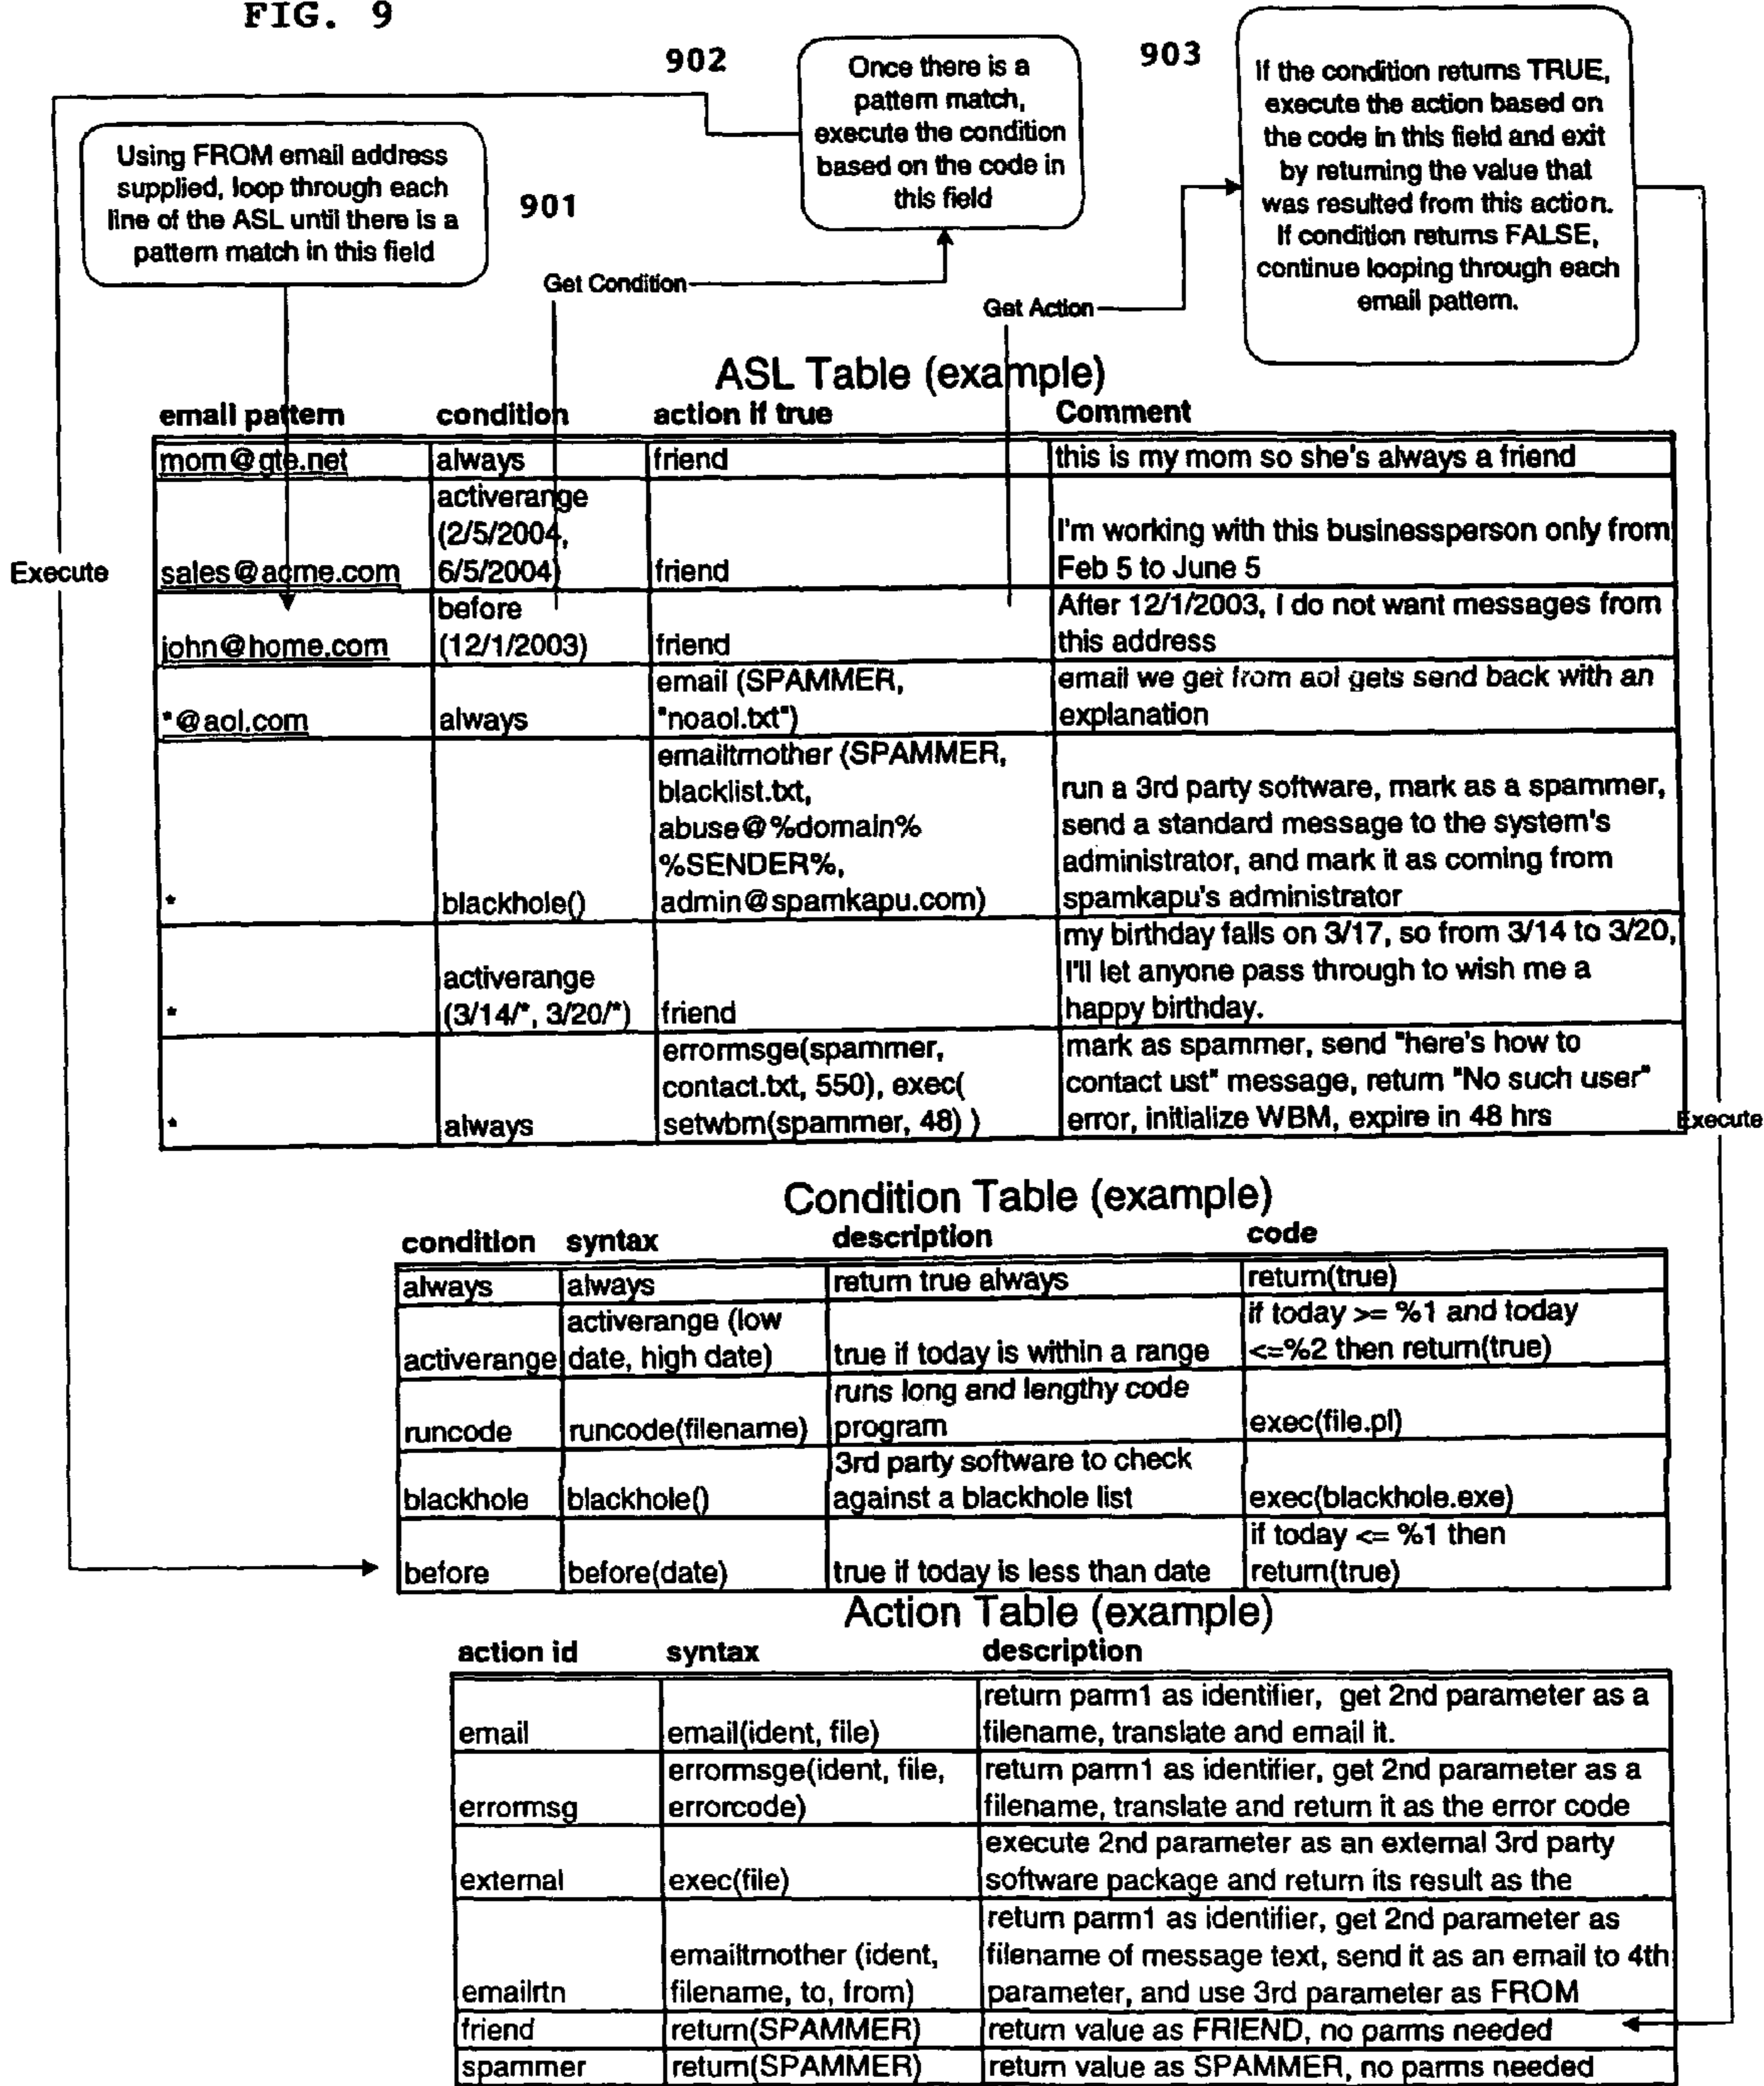 FIG. 9
902
903
901
Using FROM email address
supplied, loop through each
line of the ASL until there is a
pattern match in this field
Once there is a
pattern match,
execute the condition
based on the code in
this field
If the condition returns TRUE,
execute the action based on
the code in this field and exit
by returning the value that
was resulted from this action.
If condition returns FALSE,
continue looping through each
email pattern.
Get Condition
Get Action
Execute
Execute
ASL Table (example)
email pattern condition action if true Comment
mom@gte.net always friend this is my mom so she's always a friend
sales@acme.com
activerange
(2/5/2004,
6/5/2004)
friend
I'm working with this businessperson only from
Feb 5 to June 5
john@home.com
before
(12/1/2003)
friend
After 12/1/2003, I do not want messages from
this address
*@aol.com
always
email (SPAMMER,
"noaol.txt")
email we get from aol gets send back with an
explanation
*
blackhole()
emailtrnother (SPAMMER,
blacklist.txt,
abuse@%domain%
%SENDER%,
admin@spamkapu.com)
run a 3rd party software, mark as a spammer,
send a standard message to the system's
administrator, and mark it as coming from
spamkapu's administrator
*
activerange
(3/14/*, 3/20/*)
friend
my birthday falls on 3/17, so from 3/14 to 3/20,
I'll let anyone pass through to wish me a
happy birthday.
*
always
errormsge(spammer,
contact.txt, 550), exec(
setwbm(spammer, 48) )
mark as spammer, send "here's how to
contact ust" message, return "No such user"
error, initialize WBM, expire in 48 hrs
Condition Table (example)
condition syntax description code
always always return true always return(true)
activerange
activerange (low
date, high date)
true if today is within a range
if today >= %1 and today
<=%2 then return(true)
runcode
runcode(filename)
runs long and lengthy code
program
exec(file.pl)
blackhole
blackhole()
3rd party software to check
against a blackhole list
exec(blackhole.exe)
before
before(date)
true if today is less than date
if today <= %1 then
return(true)
Action Table (example)
action id syntax description
email
email(ident, file)
return parm1 as identifier, get 2nd parameter as a
filename, translate and email it.
errormsg
errormsge(ident, file,
errorcode)
return parm1 as identifier, get 2nd parameter as a
filename, translate and return it as the error code
external
exec(file)
execute 2nd parameter as an external 3rd party
software package and return its result as the
emailrtn
emailtrnother (ident,
filename, to, from)
return parm1 as identifier, get 2nd parameter as
filename of message text, send it as an email to 4th
parameter, and use 3rd parameter as FROM
friend return(SPAMMER) return value as FRIEND, no parms needed
spammer return(SPAMMER) return value as SPAMMER, no parms needed